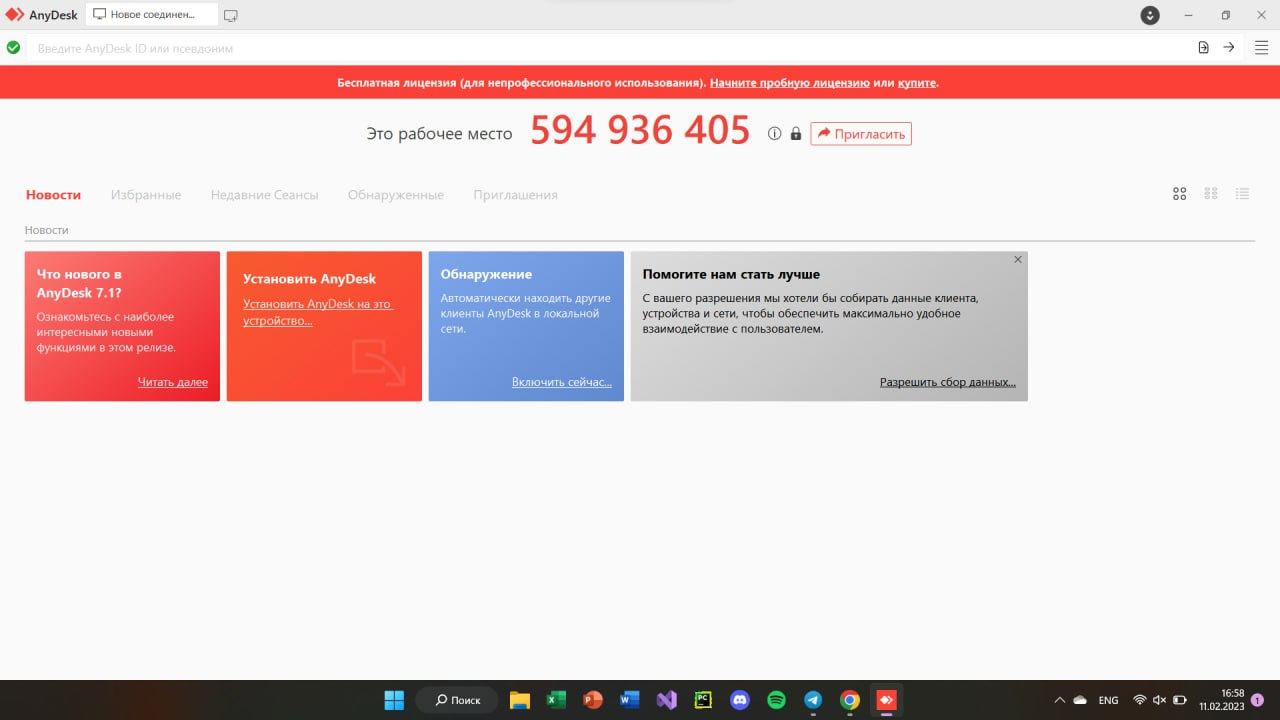 AnyDesk
Новое соединен...
Введите AnyDesk ID или псевдоним
Бесплатная лицензия (для непрофессионального использования). Начните пробную лицензию или купите.
Это рабочее место 594 936 405 Пригласить
Новости Избранные Недавние Сеансы Обнаруженные Приглашения
Новости
Что нового в
AnyDesk 7.1?
Ознакомьтесь с наиболее
интересными новыми
функциями в этом релизе.
Читать далее
Установить AnyDesk
Установить AnyDesk на это
устройство...
Обнаружение
Автоматически находить другие
клиенты AnyDesk в локальной
сети.
Включить сейчас...
Помогите нам стать лучше
С вашего разрешения мы хотели бы собирать данные клиента,
устройства и сети, чтобы обеспечить максимально удобное
взаимодействие с пользователем.
Разрешить сбор данных...
Поиск
ENG
16:58
11.02.2023
1